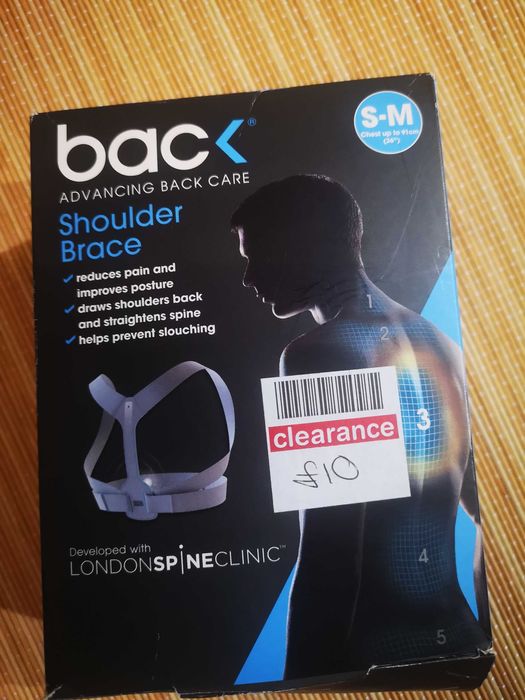 back®
ADVANCING BACK CARE
S-M
Chest up to 91cm
(36")
Shoulder
Brace
✓ reduces pain and
improves posture
✓ draws shoulders back
and straightens spine
✓ helps prevent slouching
1
2
3
4
5
clearance
£10
Developed with
LONDONSPINECLINIC™